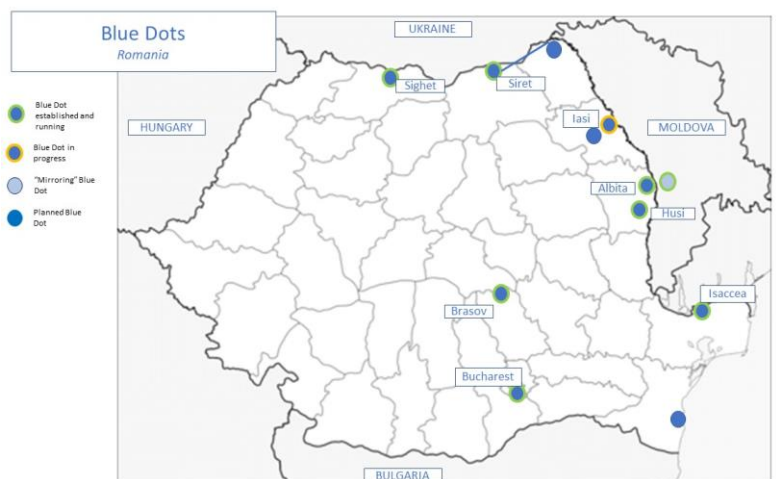 Blue Dots
Romania
UKRAINE
Sighet
Siret
Blue Dot
established and
running
HUNGARY
Iasi
MOLDOVA
Blue Dot in
progress
"Mirroring" Blue
Dot
Albita
Husi
Planned Blue
Dot
Isaccea
Brasov
Bucharest
BULGARIA